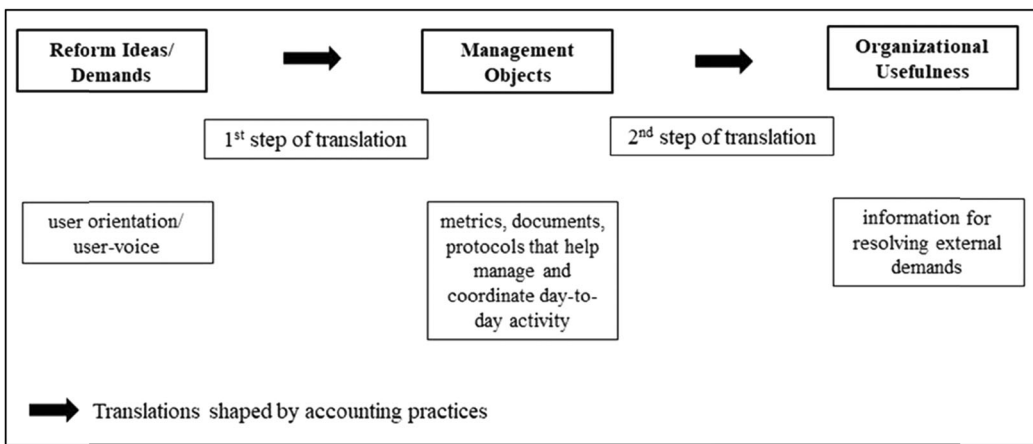 Reform Ideas/
Demands
Management
Objects
Organizational
Usefulness
1st step of translation
2nd step of translation
user orientation/
user-voice
metrics, documents,
protocols that help
manage and
coordinate day-to-
day activity
information for
resolving external
demands
Translations shaped by accounting practices